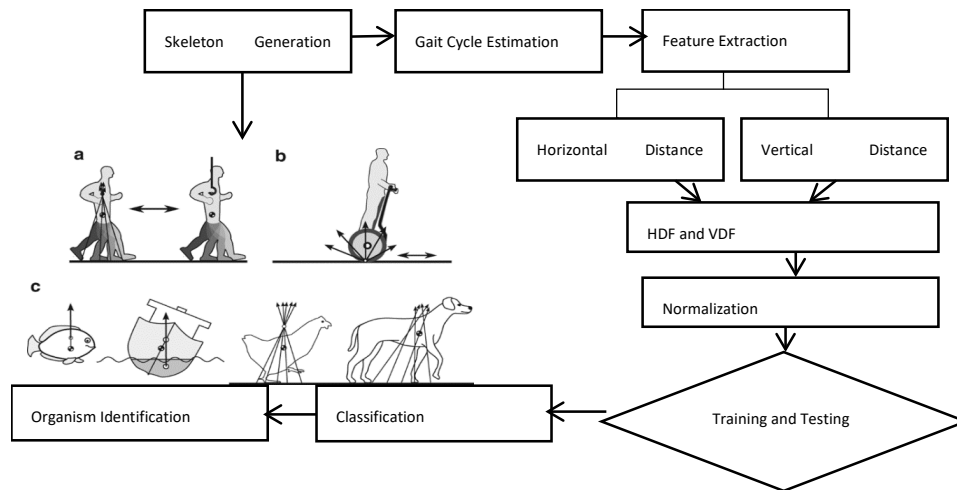 Skeleton Generation
Gait Cycle Estimation
Feature Extraction
Horizontal Distance
Vertical Distance
a
b
HDF and VDF
Normalization
c
Training and Testing
Organism Identification
Classification